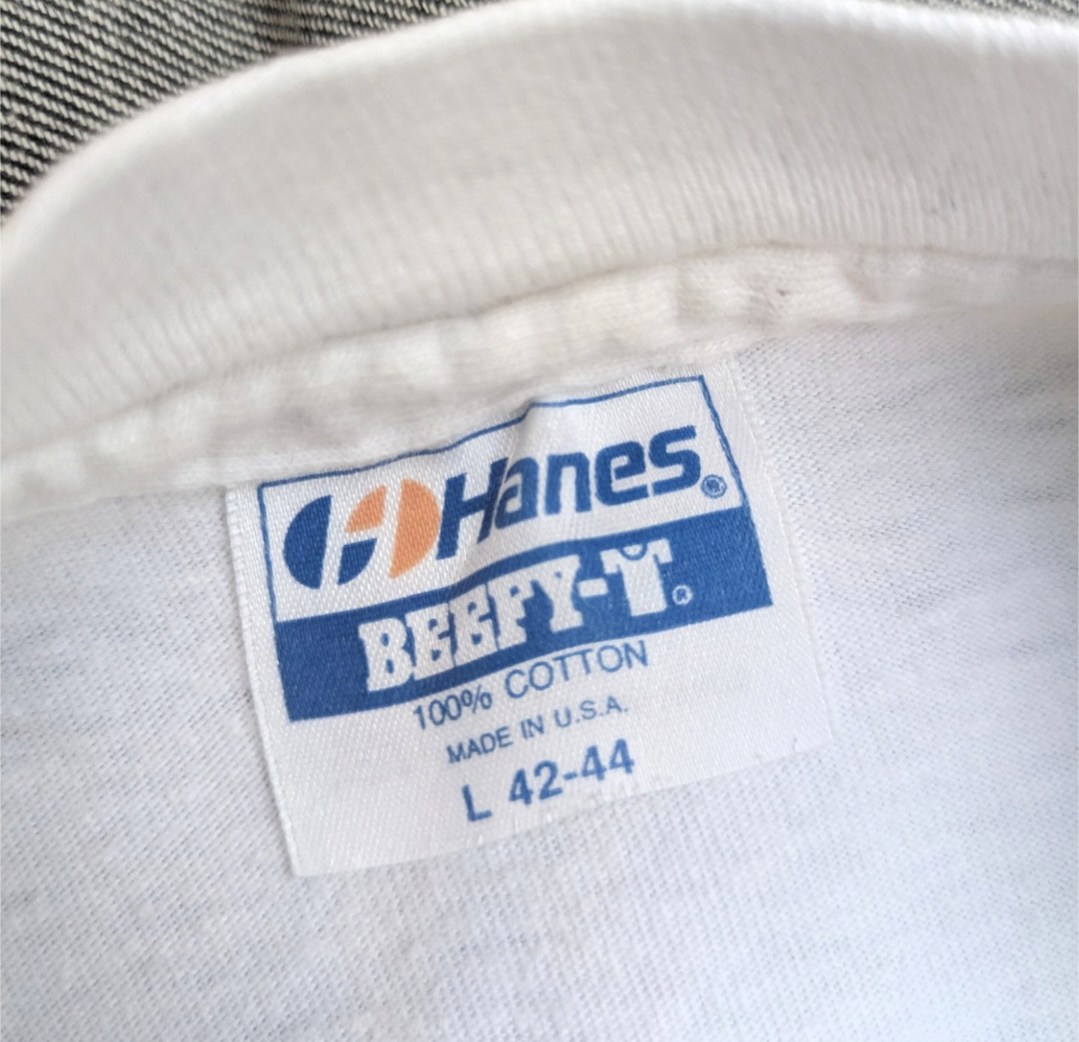 Hanes®
BEEFY-T®
100% COTTON
MADE IN U.S.A.
L 42-44